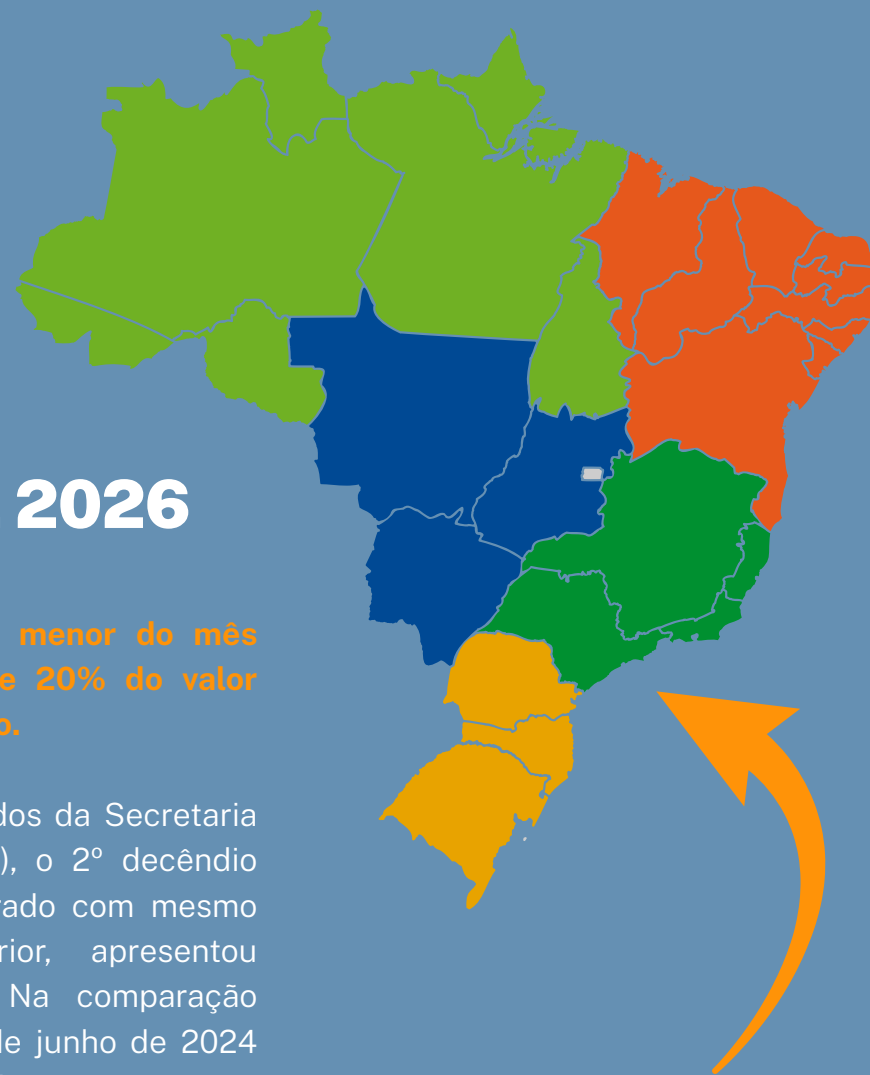 2026
menor do mês
e 20% do valor
o.
dos da Secretaria
), o 2º decêndio
rado com mesmo
rior, apresentou
Na comparação
de junho de 2024